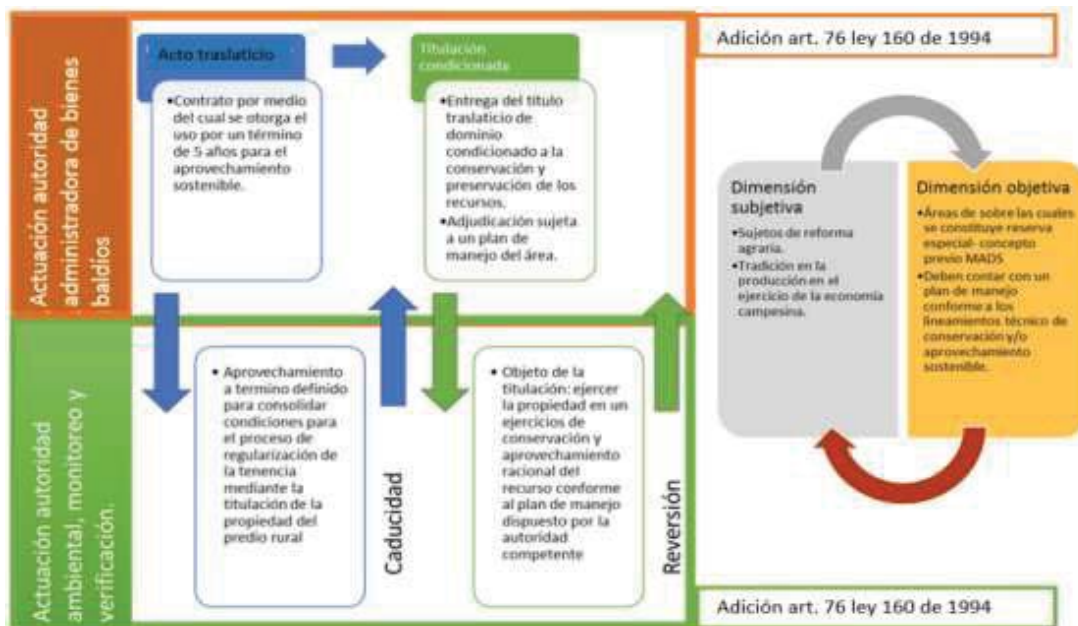 Actuación autoridad
administradora de bienes
baldíos
Acto traslaticio
•Contrato por medio
del cual se otorga el
uso por un término
de 5 años para el
aprovechamiento
sostenible.
Titulación
condicionada
•Entrega del título
traslaticio de
dominio
condicionado a la
conservación y
preservación de los
recursos.
•Adjudicación sujeta
a un plan de
manejo del área.
Actuación autoridad
ambiental, monitoreo y
verificación.
• Aprovechamiento
a termino definido
para consolidar
condiciones para
el proceso de
regularización de
la tenencia
mediante la
titulación de la
propiedad del
predio rural
Caducidad
• Objeto de la
titulación: ejercer
la propiedad en un
ejercicios de
conservación y
aprovechamiento
racional del
recurso conforme
al plan de manejo
dispuesto por la
autoridad
competente
Reversión
Adición art. 76 ley 160 de 1994
Dimensión
subjetiva
•Sujetos de reforma
agraria.
•Tradición en la
producción en el
ejercicio de la economía
campesina.
Dimensión objetiva
•Áreas de sobre las cuales
se constituye reserva
especial- concepto
previo MADS
•Deben contar con un
plan de manejo
conforme a los
lineamientos técnico de
conservación y/o
aprovechamiento
sostenible.
Adición art. 76 ley 160 de 1994